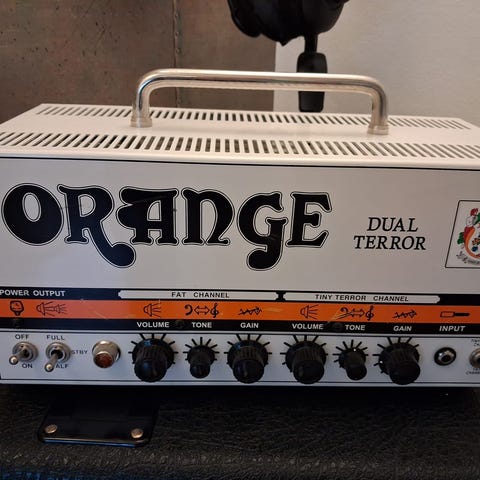 ORANGE
DUAL
TERROR
POWER OUTPUT
FAT CHANNEL
TINY TERROR CHANNEL
VOLUME TONE GAIN VOLUME TONE GAIN INPUT
OFF FULL
STBY
ON HALF